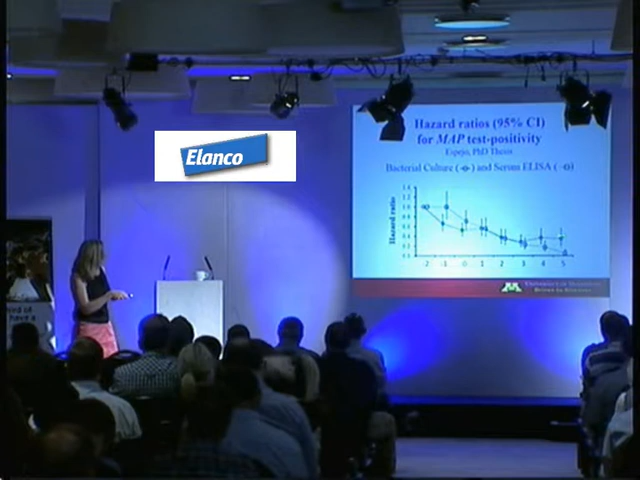 Elanco
Hazard ratios (95% CI)
for MAP test-positivity
Espejo, PhD Thesis
Bacterial Culture ( ) and Serum ELISA ( )
Hazard ratio
-2 -1 0 1 2 3 4 5
have a